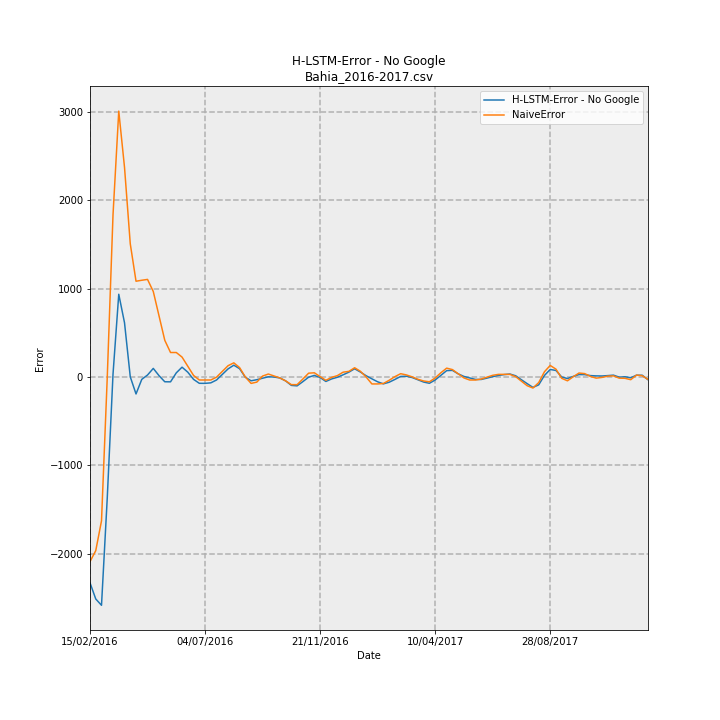 H-LSTM-Error - No Google
Bahia_2016-2017.csv
H-LSTM-Error - No Google
NaiveError
3000
2000
1000
0
−1000
−2000
Error
15/02/2016 04/07/2016 21/11/2016 10/04/2017 28/08/2017
Date